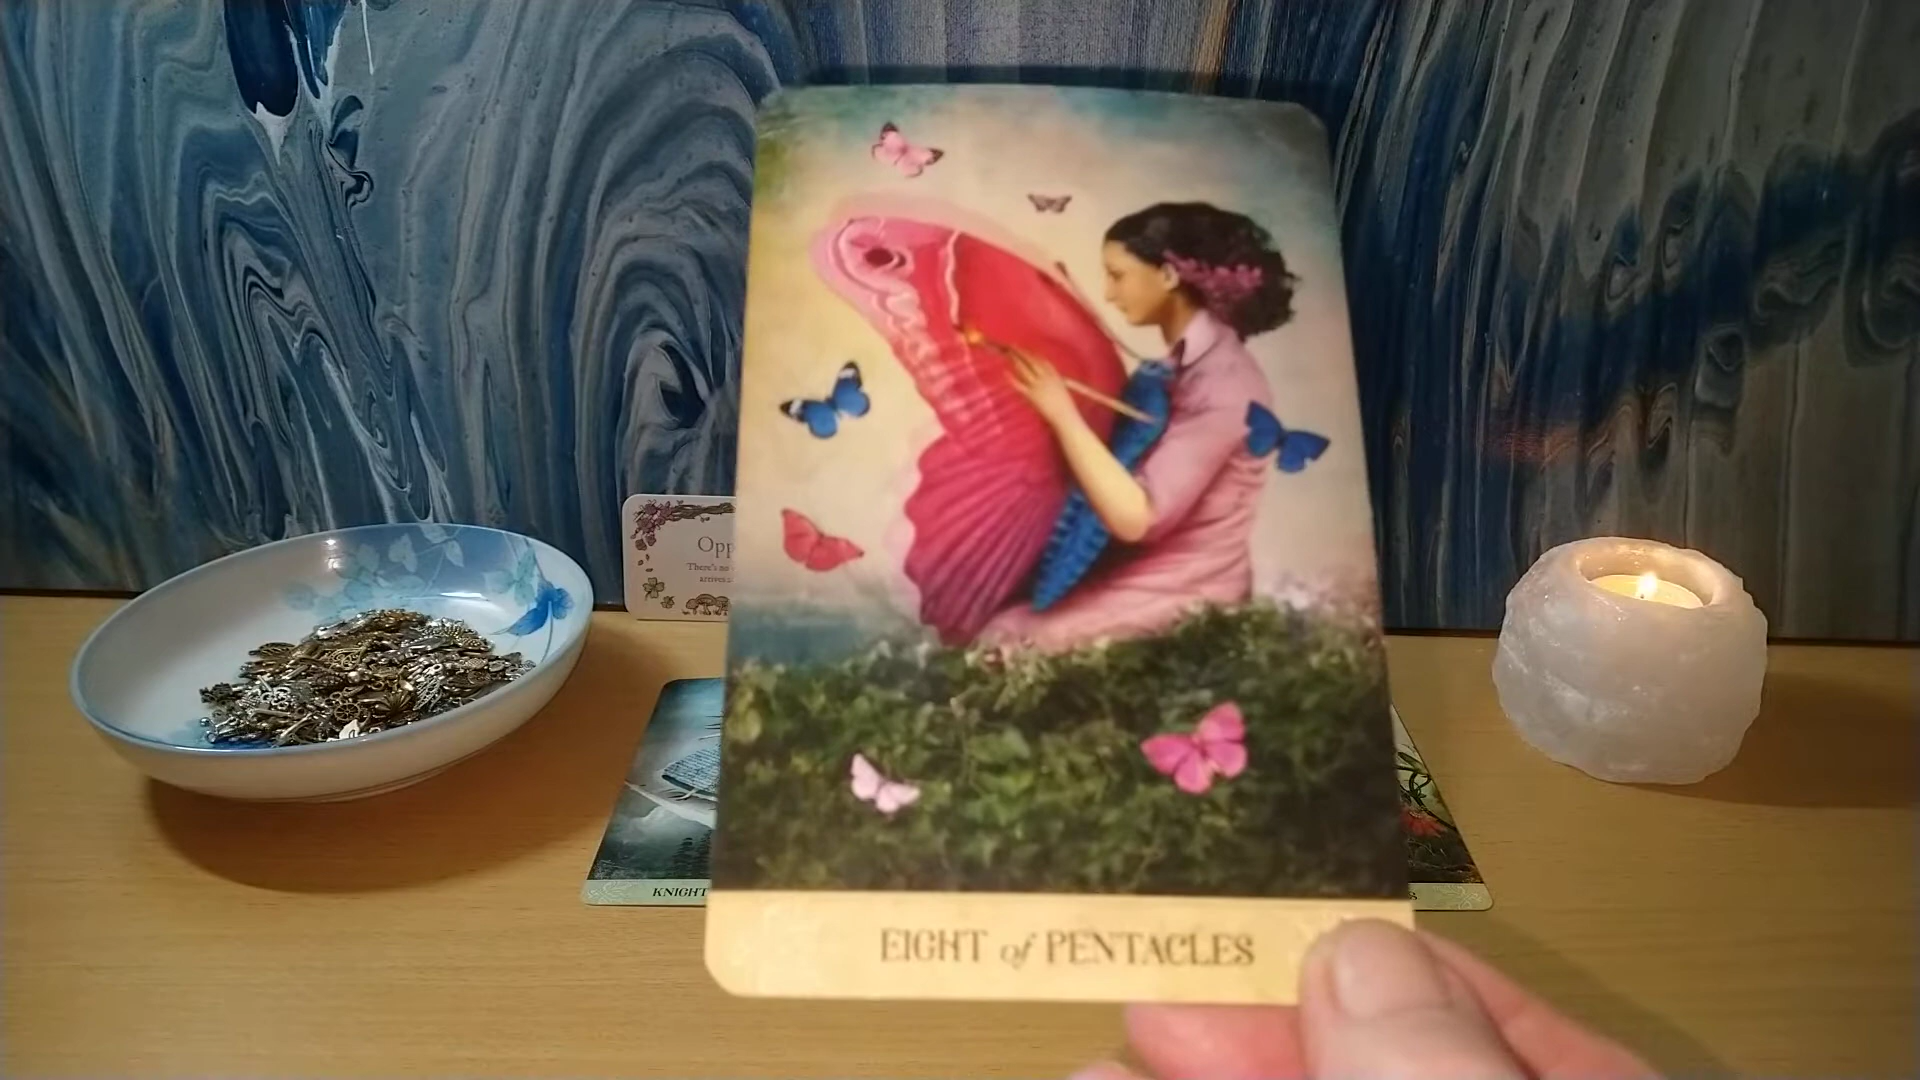 Opp
There's no
arrives
KNIGHT
S
EIGHT of PENTACLES